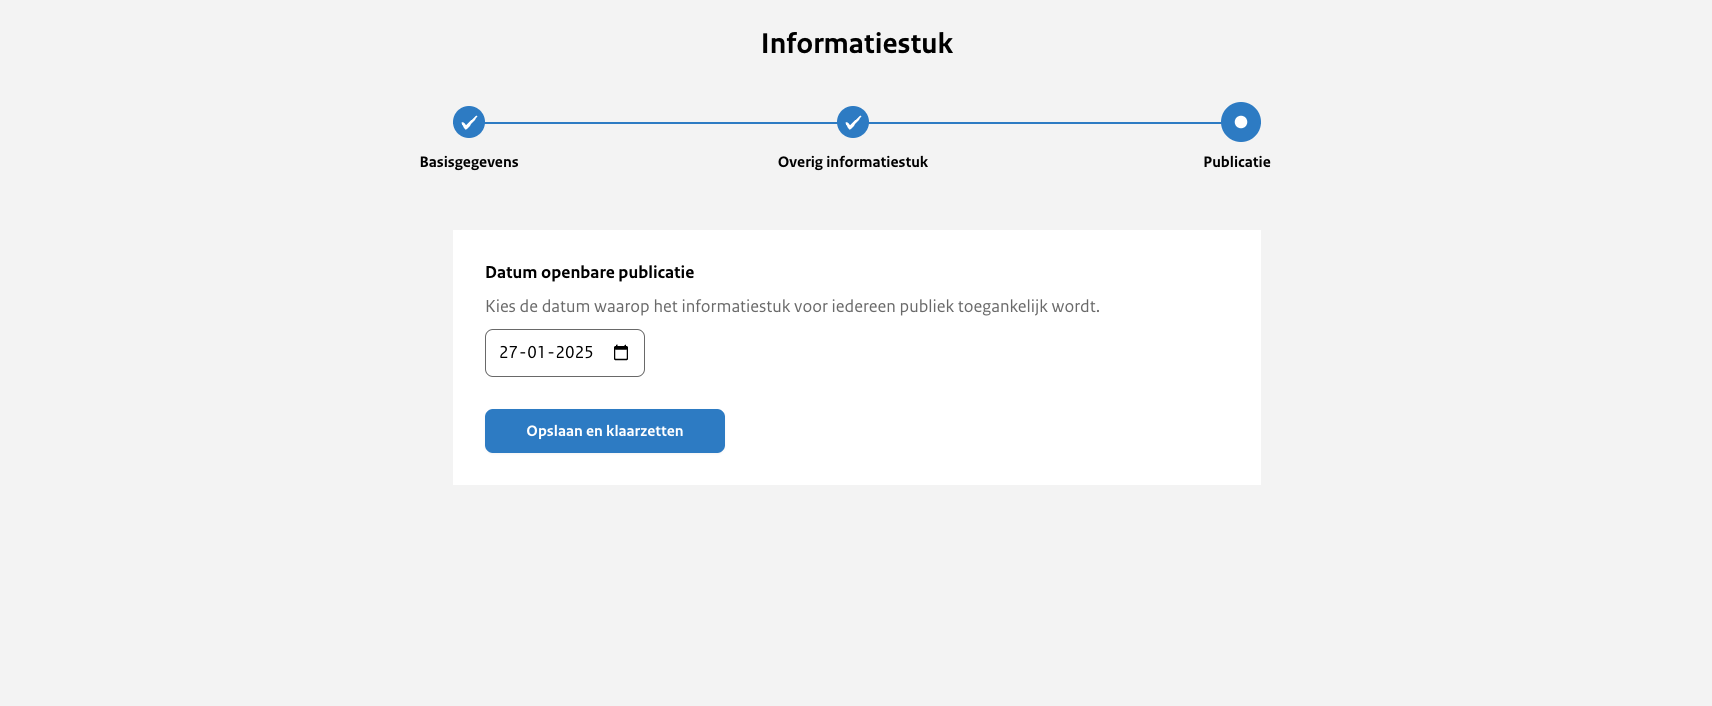 Informatiestuk
Basisgegevens
Overig informatiestuk
Publicatie
Datum openbare publicatie
Kies de datum waarop het informatiestuk voor iedereen publiek toegankelijk wordt.
27-01-2025
Opslaan en klaarzetten